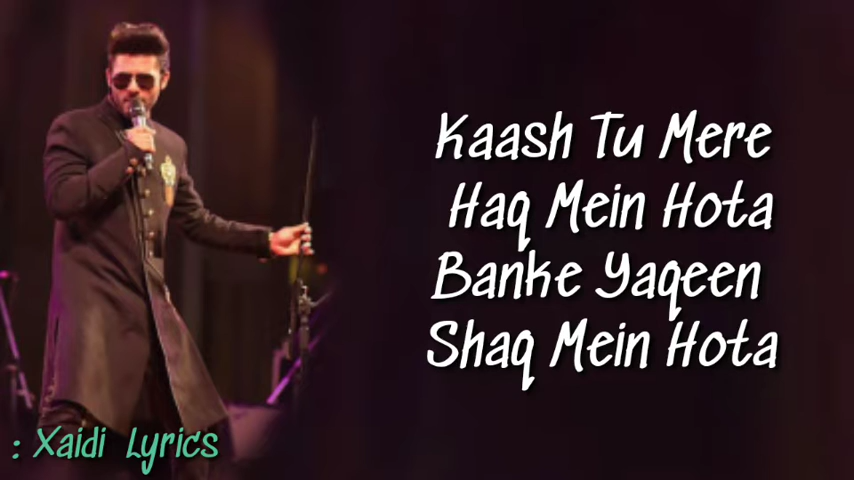 Kaash Tu Mere
Haq Mein Hota
Banke Yaqeen
Shaq Mein Hota
: Xaidi Lyrics